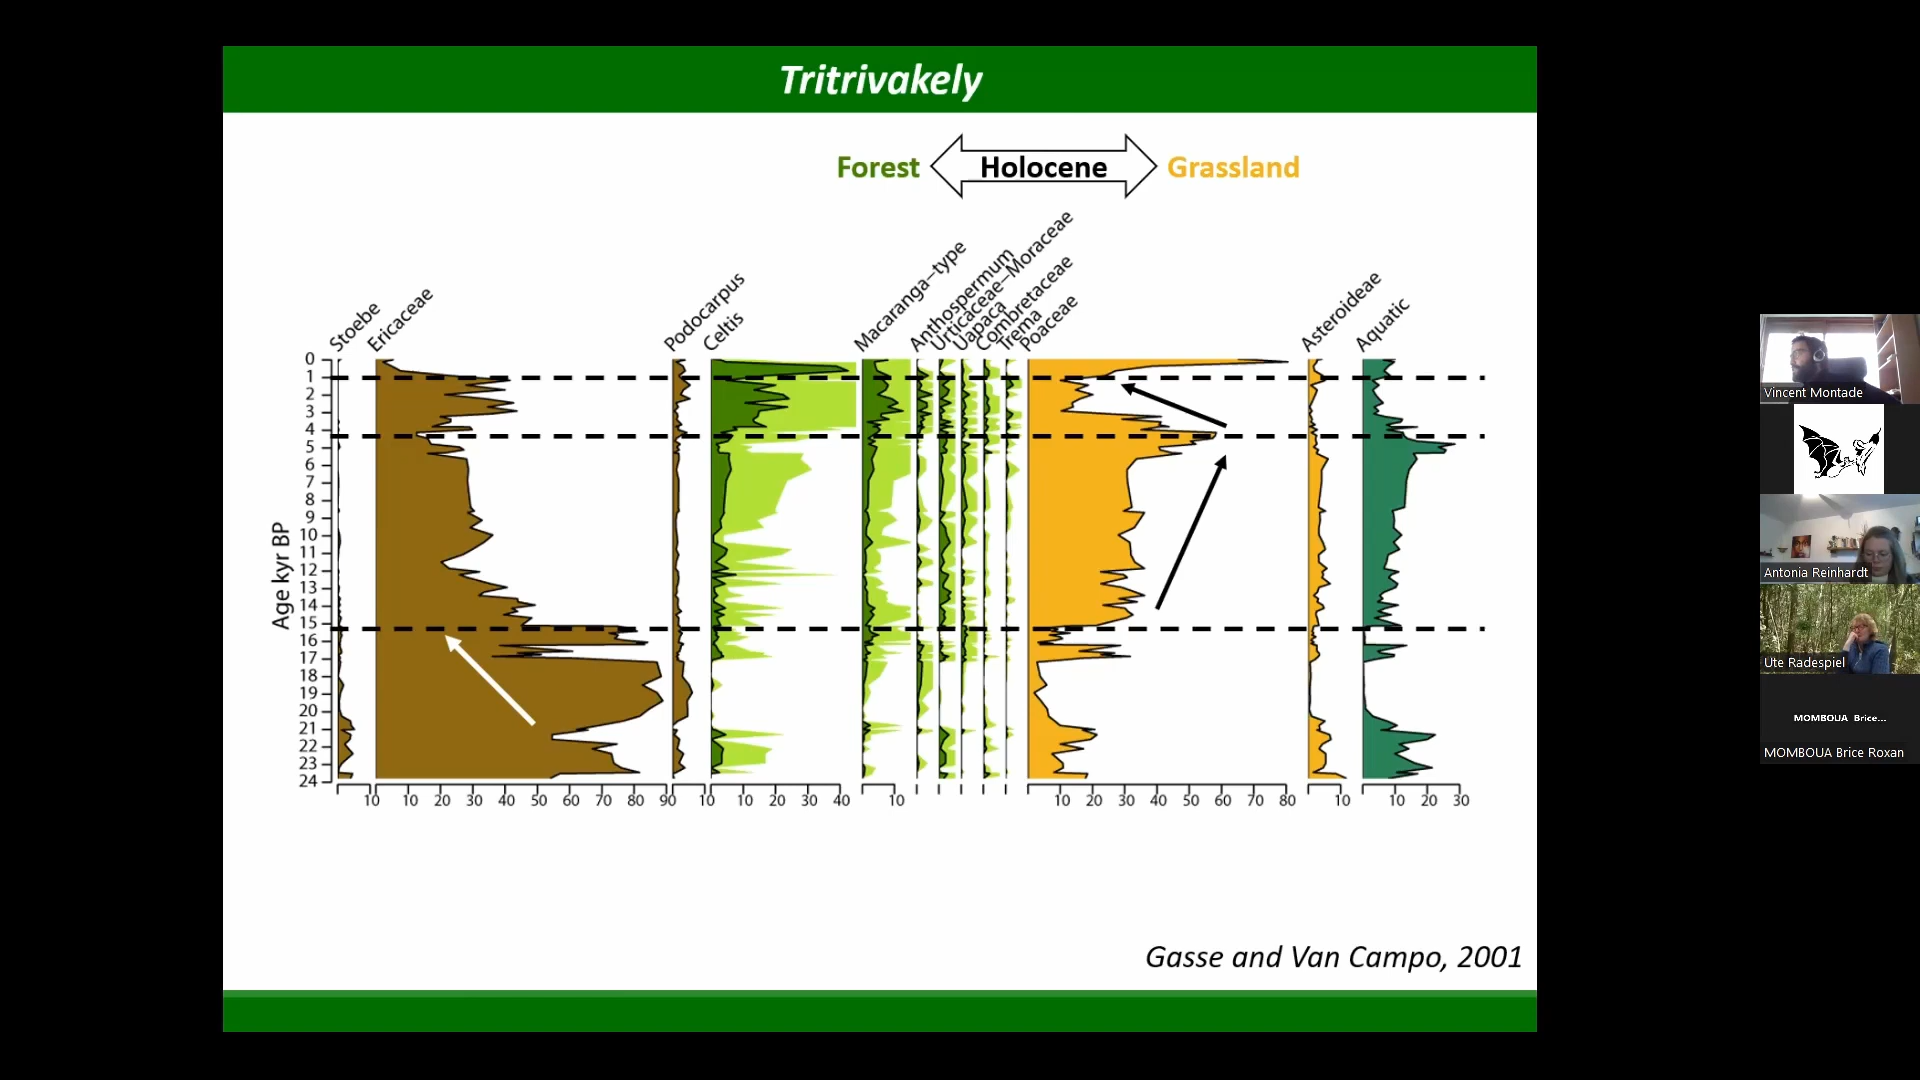 Tritrivakely
Forest Holocene Grassland
Stoebe
Ericaceae
Podocarpus
Celtis
Macaranga-type
Anthospermum
Urticaceae-Moraceae
Uapaca
Combretaceae
Trema
Poaceae
Asteroideae
Aquatic
Age kyr BP
0
1
2
3
4
5
6
7
8
9
10
11
12
13
14
15
16
17
18
19
20
21
22
23
24
10 10 20 30 40 50 60 70 80 90 10 10 20 30 40 10 10 20 30 40 50 60 70 80 10 10 20 30
Gasse and Van Campo, 2001
Vincent Montade
Antonia Reinhardt
Ute Radespiel
MOMBOUA Brice...
MOMBOUA Brice Roxan